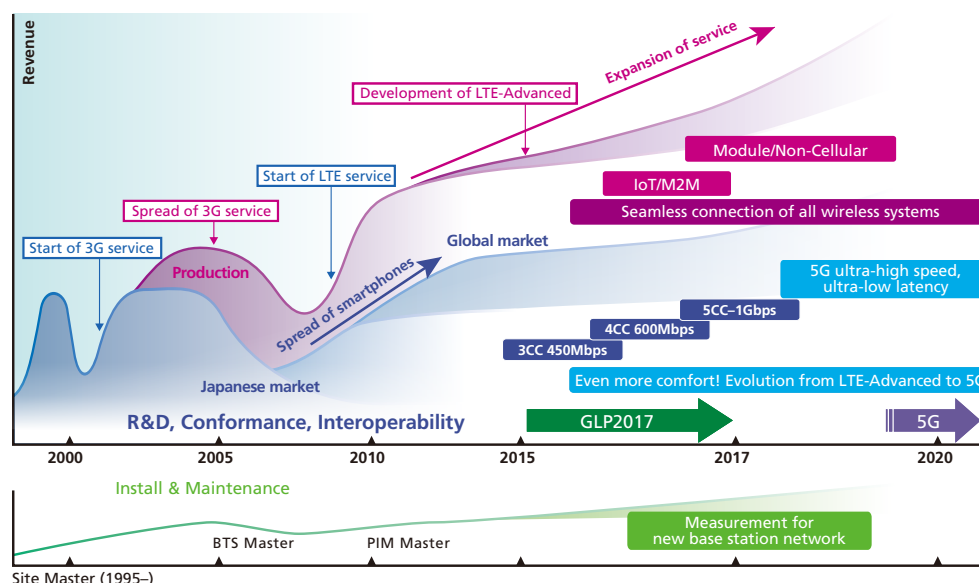 Revenue
Expansion of service
Development of LTE-Advanced
Module/Non-Cellular
Start of LTE service
IoT/M2M
Spread of 3G service
Seamless connection of all wireless systems
Start of 3G service
Global market
Production
Spread of smartphones
5G ultra-high speed,
ultra-low latency
5CC–1Gbps
4CC 600Mbps
3CC 450Mbps
Japanese market
Even more comfort! Evolution from LTE-Advanced to 5G
R&D, Conformance, Interoperability
GLP2017
5G
2000 2005 2010 2015 2017 2020
Install & Maintenance
Measurement for
new base station network
BTS Master
PIM Master
Site Master (1995–)